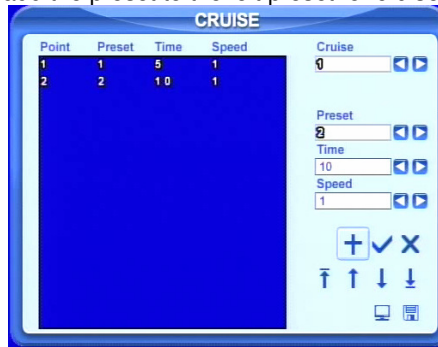 CRUISE
Point Preset Time Speed
1 1 5 1
2 2 10 1
Cruise
1
Preset
2
Time
10
Speed
1